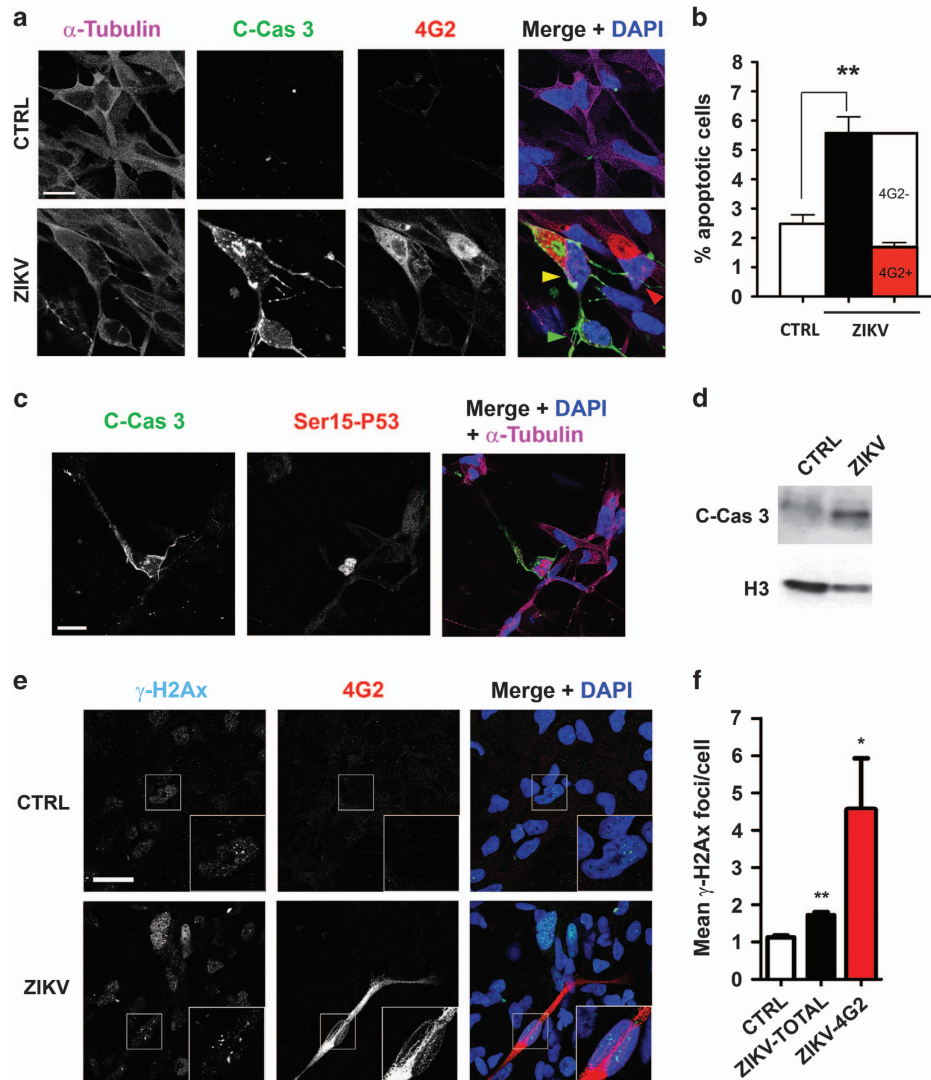 a
α-Tubulin C-Cas 3 4G2 Merge + DAPI
CTRL
ZIKV
b
**
% apoptotic cells
8
7
6
5
4
3
2
1
0
4G2-
4G2+
CTRL ZIKV
c
C-Cas 3 Ser15-P53 Merge + DAPI
+ α-Tubulin
d
CTRL ZIKV
C-Cas 3
H3
e
γ-H2Ax 4G2 Merge + DAPI
CTRL
ZIKV
f
Mean γ-H2Ax foci/cell
7
6
5
4
3
2
1
0
**
*
CTRL
ZIKV-TOTAL
ZIKV-4G2